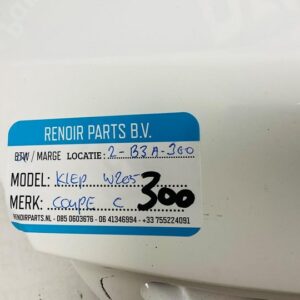 RENOIR PARTS B.V.
BTW / MARGE LOCATIE: 2-B3A-300
MODEL: KLEP W205
MERK: COUPE C 300
RENOIRPARTS.NL - 085 0603676 - 06 41346994 - +33 755224091